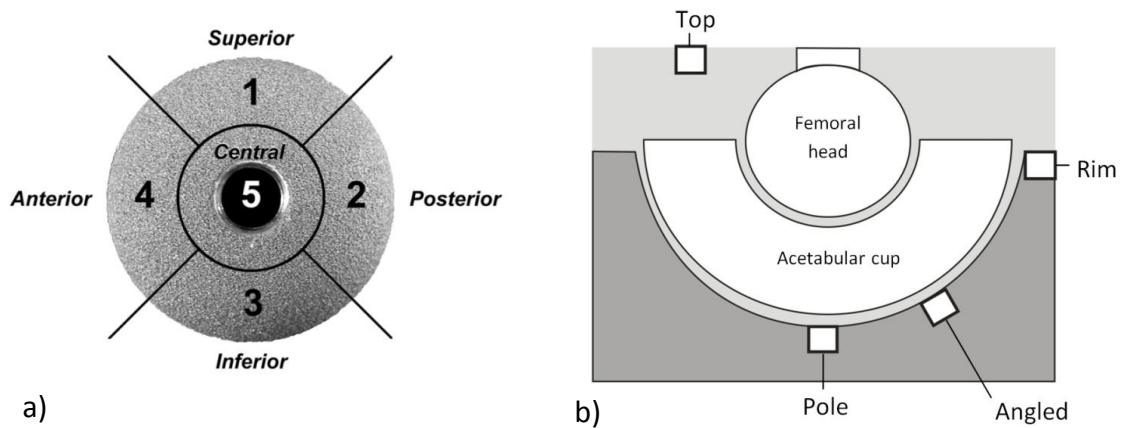 Superior
1
Central
Anterior
4
5
2
Posterior
3
Inferior
a)
Top
Femoral
head
Rim
Acetabular cup
Pole
Angled
b)